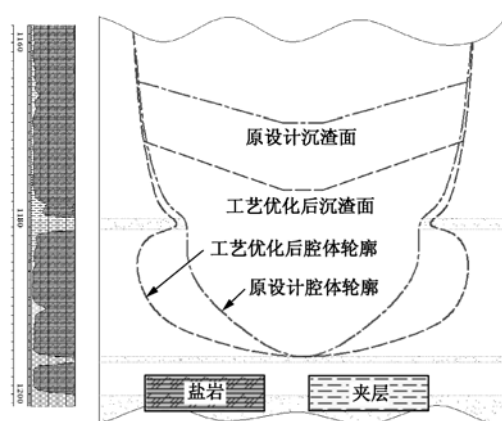 1160
1180
1200
原设计沉渣面
工艺优化后沉渣面
工艺优化后腔体轮廓
原设计腔体轮廓
盐岩
夹层